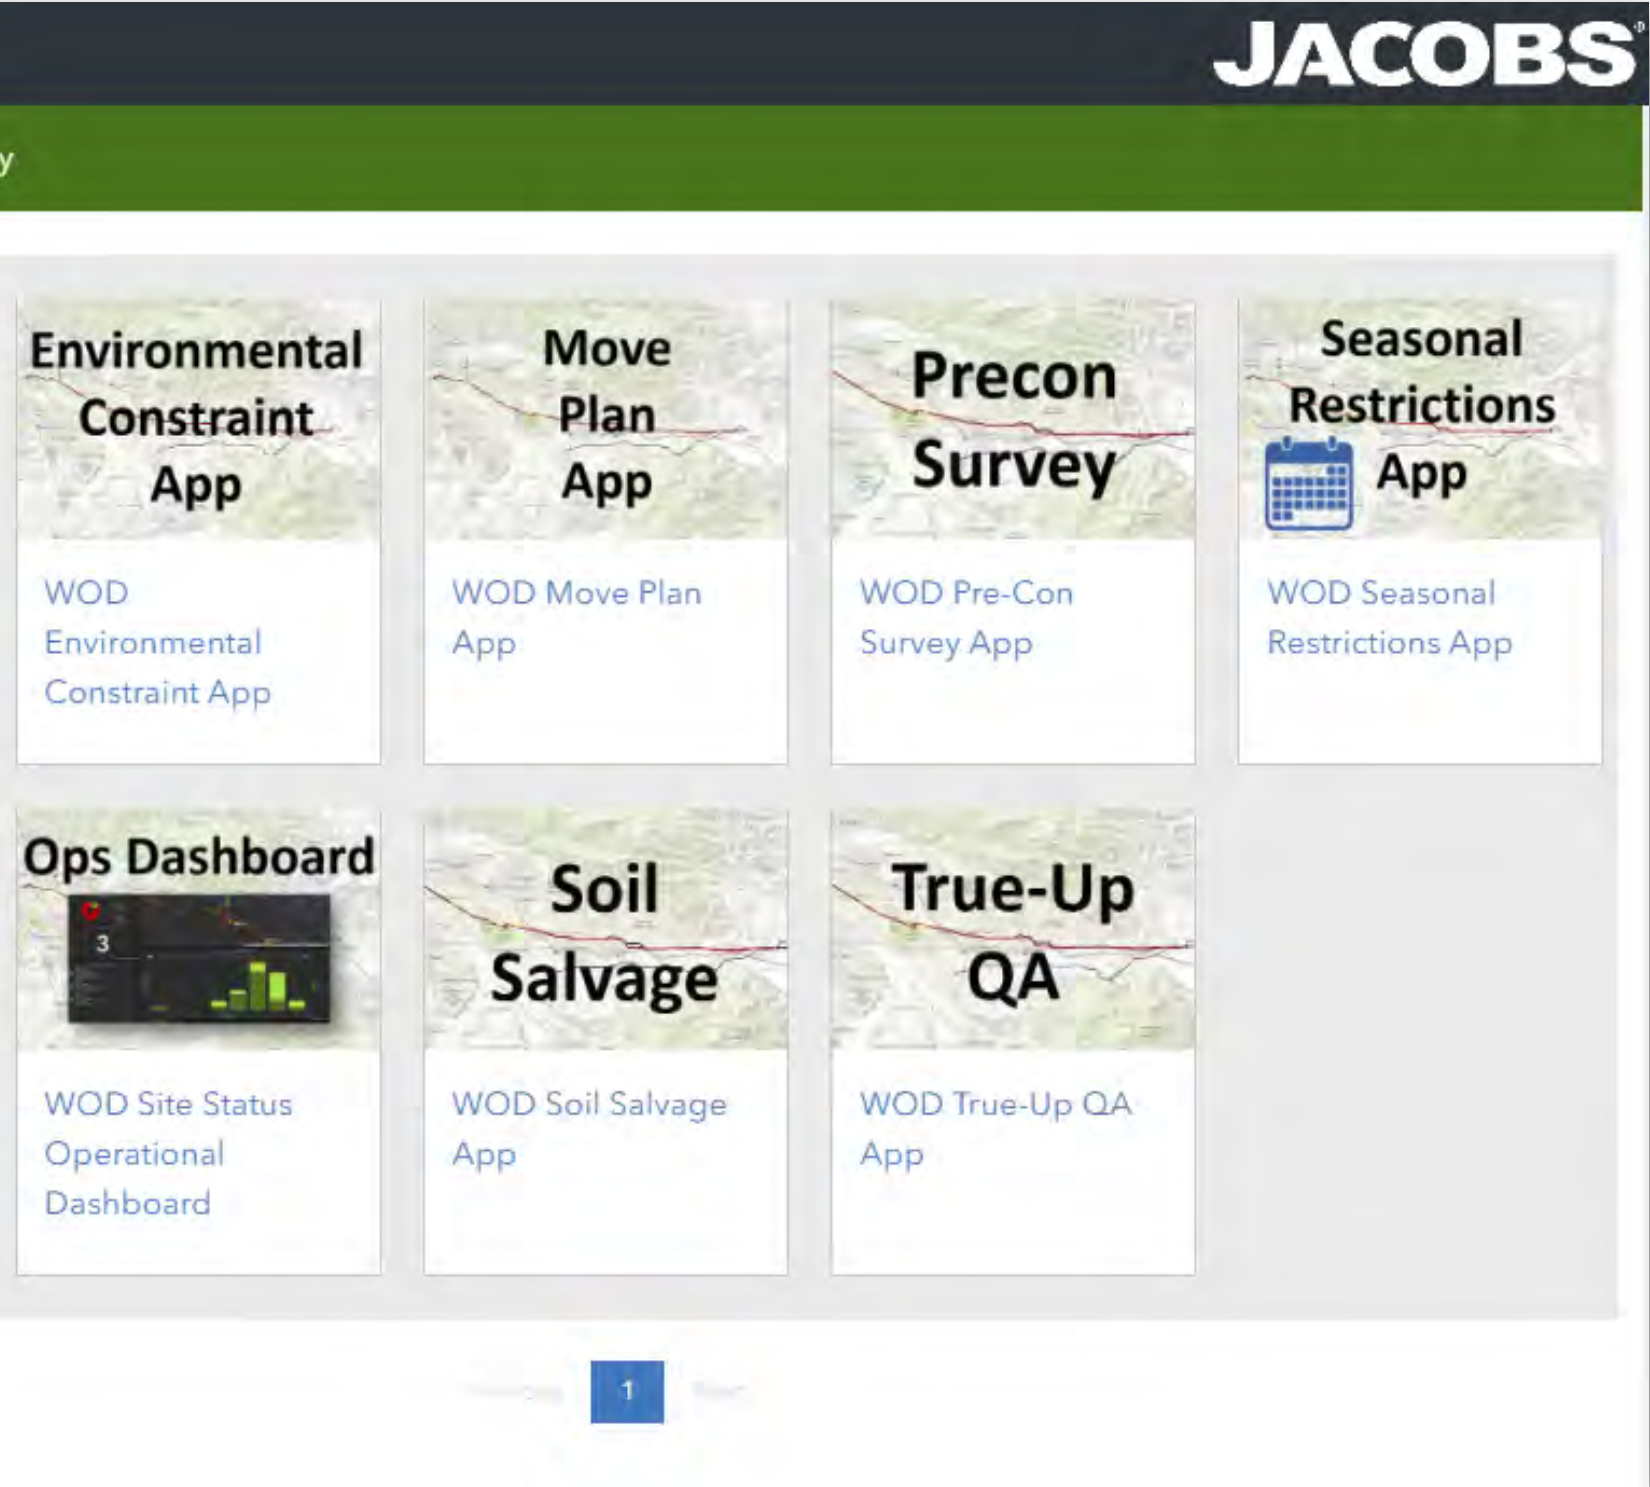 JACOBS
y
Environmental
Constraint
App
Move
Plan
App
Precon
Survey
Seasonal
Restrictions
App
WOD
Environmental
Constraint App
WOD Move Plan
App
WOD Pre-Con
Survey App
WOD Seasonal
Restrictions App
Ops Dashboard
3
Soil
Salvage
True-Up
QA
WOD Site Status
Operational
Dashboard
WOD Soil Salvage
App
WOD True-Up QA
App
1